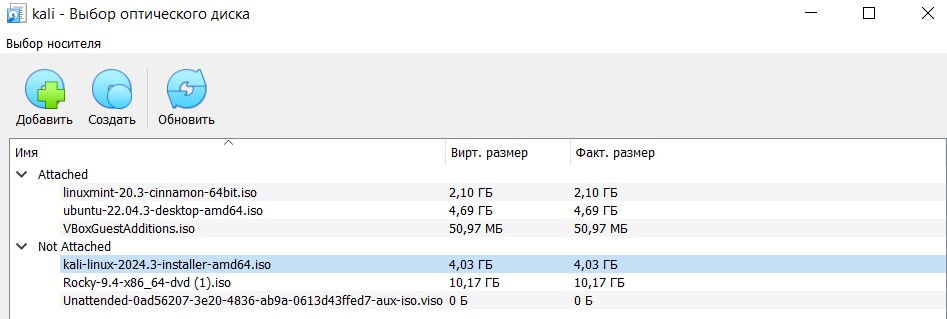 kali - Выбор оптического диска
Выбор носителя
Добавить Создать Обновить
Имя Вирт. размер Факт. размер
Attached
linuxmint-20.3-cinnamon-64bit.iso 2,10 ГБ 2,10 ГБ
ubuntu-22.04.3-desktop-amd64.iso 4,69 ГБ 4,69 ГБ
VBoxGuestAdditions.iso 50,97 МБ 50,97 МБ
Not Attached
kali-linux-2024.3-installer-amd64.iso 4,03 ГБ 4,03 ГБ
Rocky-9.4-x86_64-dvd (1).iso 10,17 ГБ 10,17 ГБ
Unattended-0ad56207-3e20-4836-ab9a-0613d43ffed7-aux-iso.viso 0 Б 0 Б